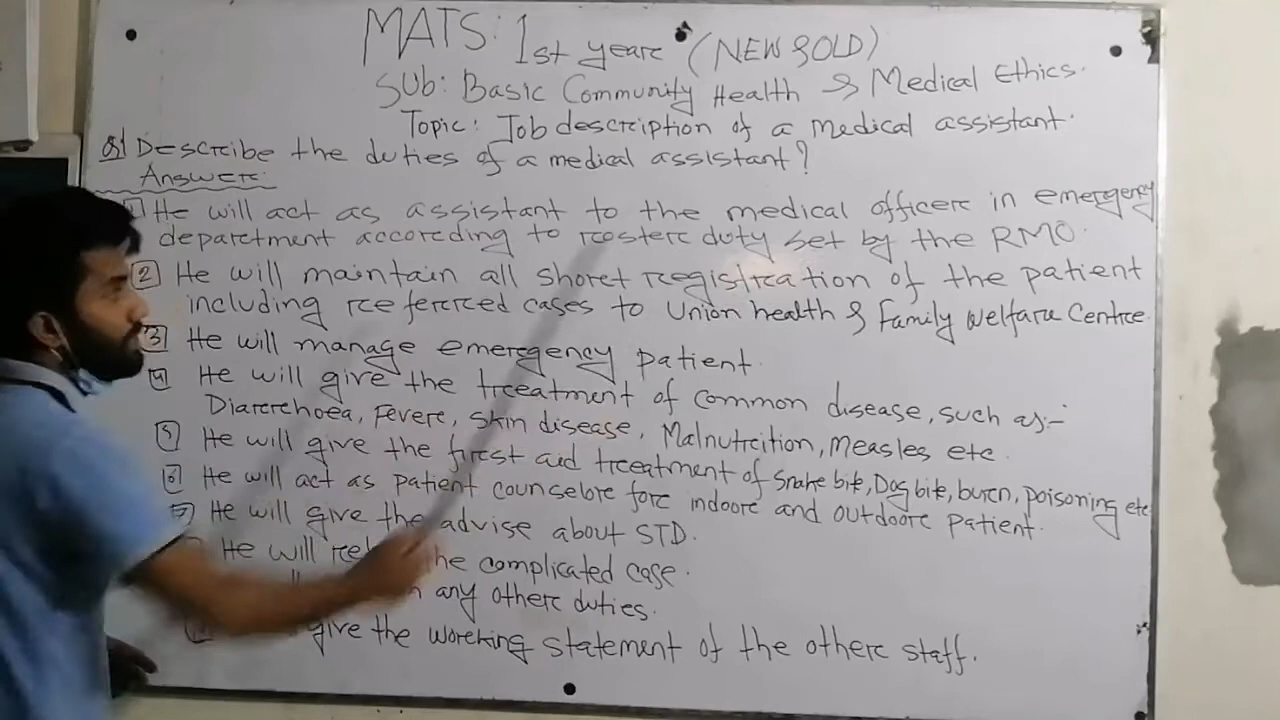 MATS: 1st year (NEW & OLD)
Sub: Basic Community Health & Medical Ethics.
Topic: Job description of a medical assistant.
Q1 Describe the duties of a medical assistant?
Answer:
1 He will act as assistant to the medical officer in emergency
department according to roster duty set by the RMO.
2 He will maintain all short registration of the patient
including referred cases to Union health & Family Welfare Centre.
3 He will manage emergency patient.
4 He will give the treatment of common disease, such as:-
Diarrhoea, Fever, Skin disease, Malnutrition, Measles etc.
5 He will give the first aid treatment of Snake bite, Dog bite, burn, poisoning etc
6 He will act as patient counselor for indoor and outdoor patient.
He will give the advise about STD.
He will the complicated case.
any other duties.
give the working statement of the other staff.